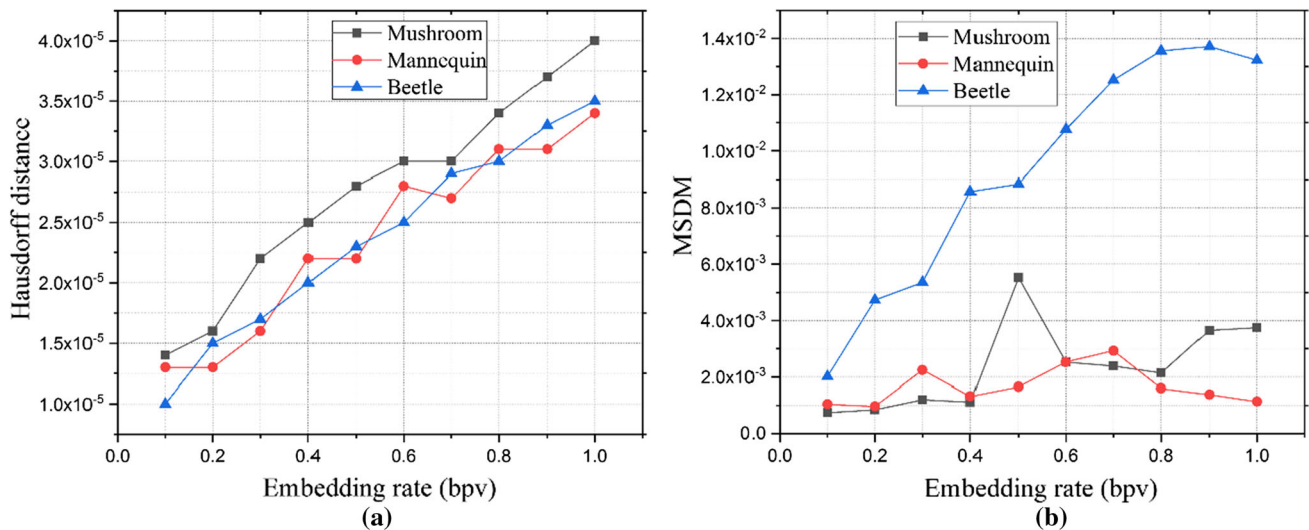 Mushroom
Mannequin
Beetle
4.0x10⁻⁵
3.5x10⁻⁵
3.0x10⁻⁵
2.5x10⁻⁵
2.0x10⁻⁵
1.5x10⁻⁵
1.0x10⁻⁵
Hausdorff distance
0.0 0.2 0.4 0.6 0.8 1.0
Embedding rate (bpv)
(a)
Mushroom
Mannequin
Beetle
1.4x10⁻²
1.2x10⁻²
1.0x10⁻²
8.0x10⁻³
6.0x10⁻³
4.0x10⁻³
2.0x10⁻³
0.0
MSDM
0.0 0.2 0.4 0.6 0.8 1.0
Embedding rate (bpv)
(b)